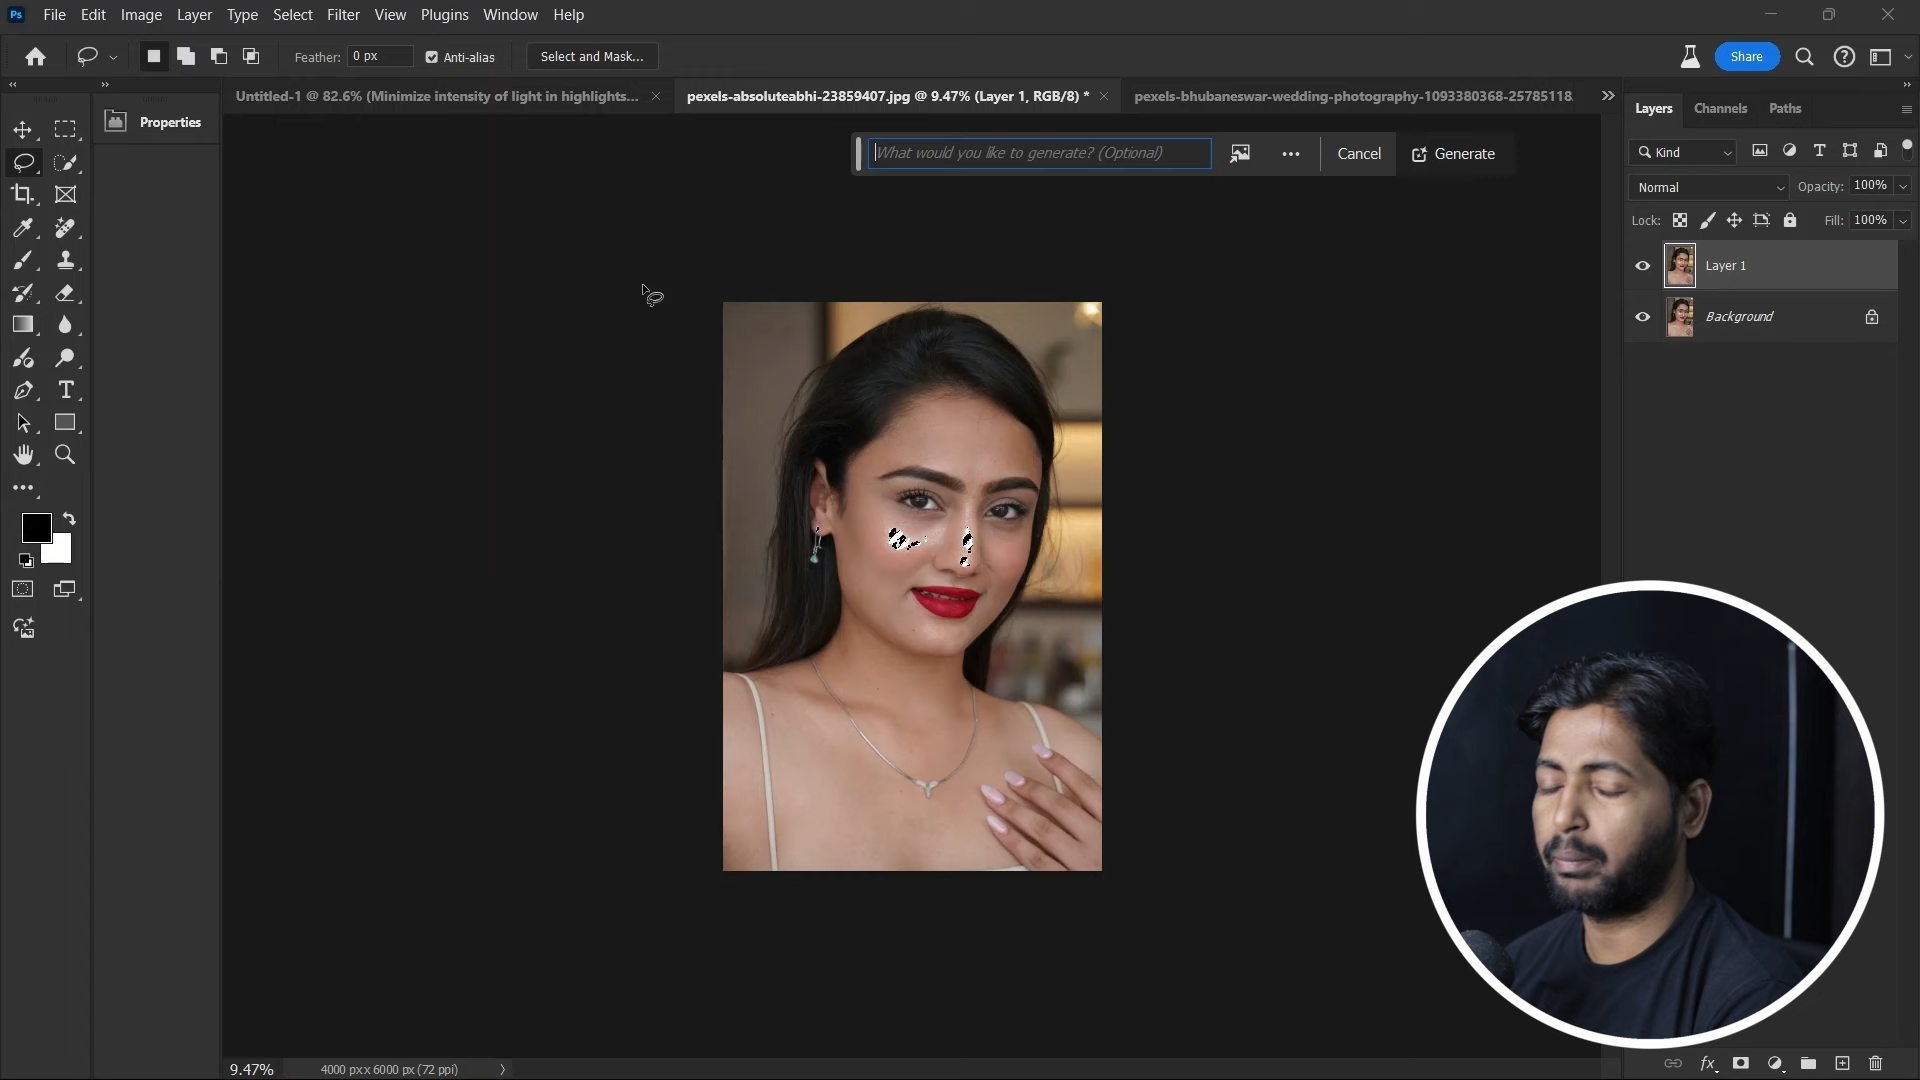 Ps File Edit Image Layer Type Select Filter View Plugins Window Help
Feather: 0 px Anti-alias Select and Mask... Share
Untitled-1 @ 82.6% (Minimize intensity of light in highlights... pexels-absoluteabhi-23859407.jpg @ 9.47% (Layer 1, RGB/8) * pexels-bhubaneswar-wedding-photography-1093380368-25785118.
Properties
What would you like to generate? (Optional) Cancel Generate
Layers Channels Paths
Kind
Normal Opacity: 100%
Lock: Fill: 100%
Layer 1
Background
9.47% 4000 px x 6000 px (72 ppi)